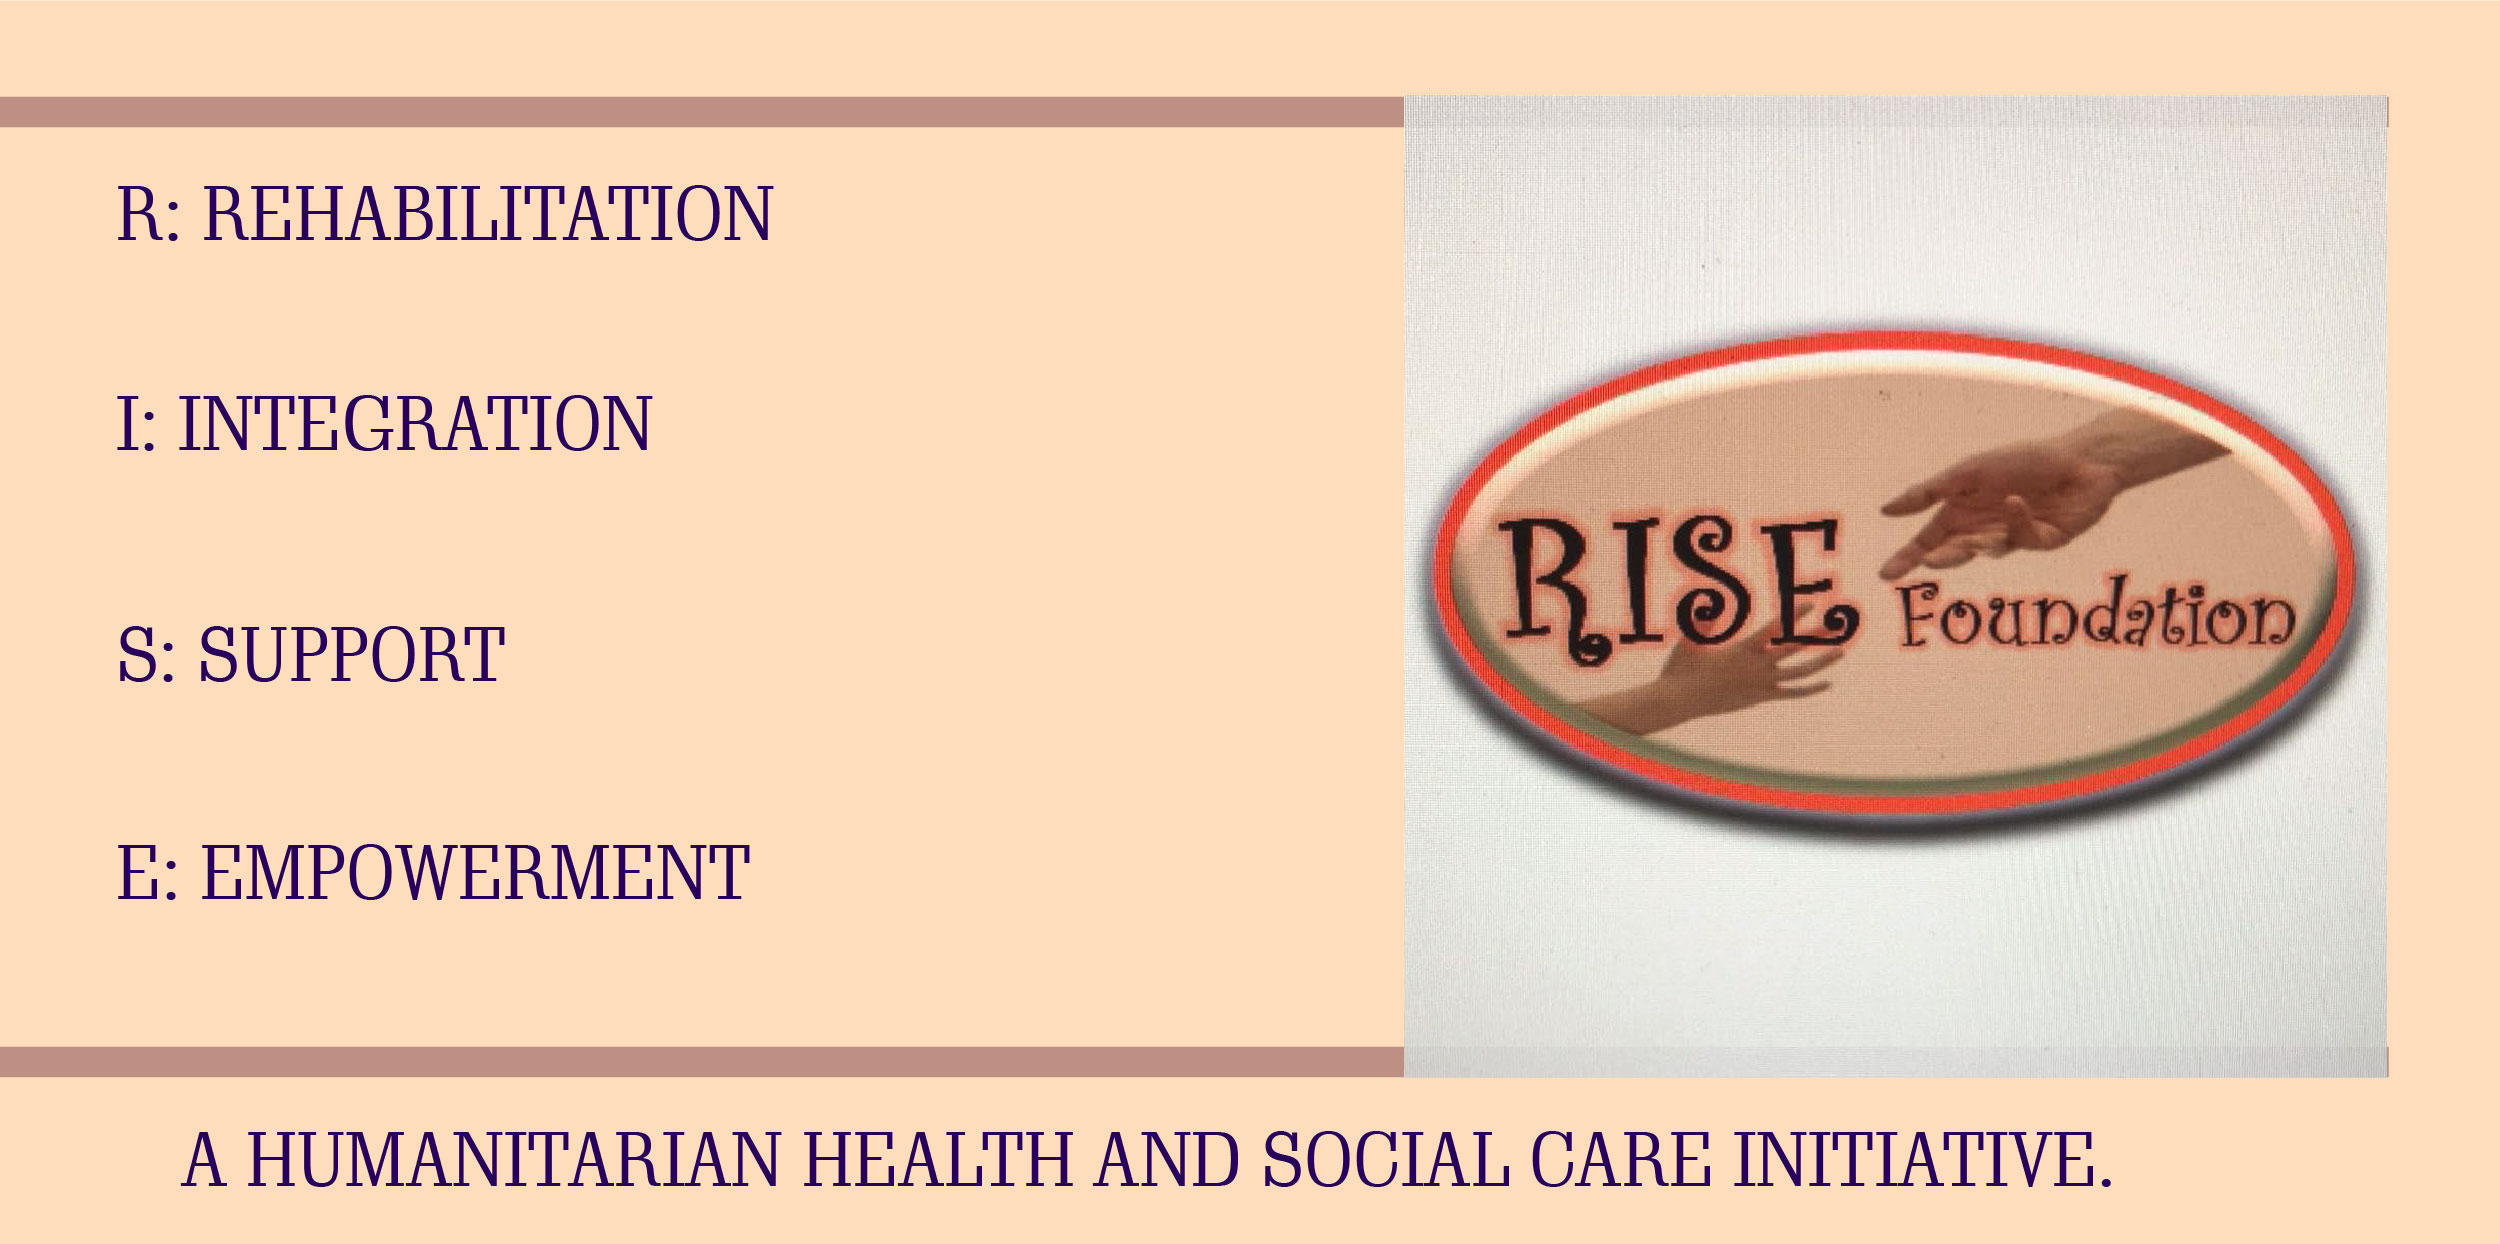 R: REHABILITATION
I: INTEGRATION
S: SUPPORT
E: EMPOWERMENT
RISE Foundation
A HUMANITARIAN HEALTH AND SOCIAL CARE INITIATIVE.